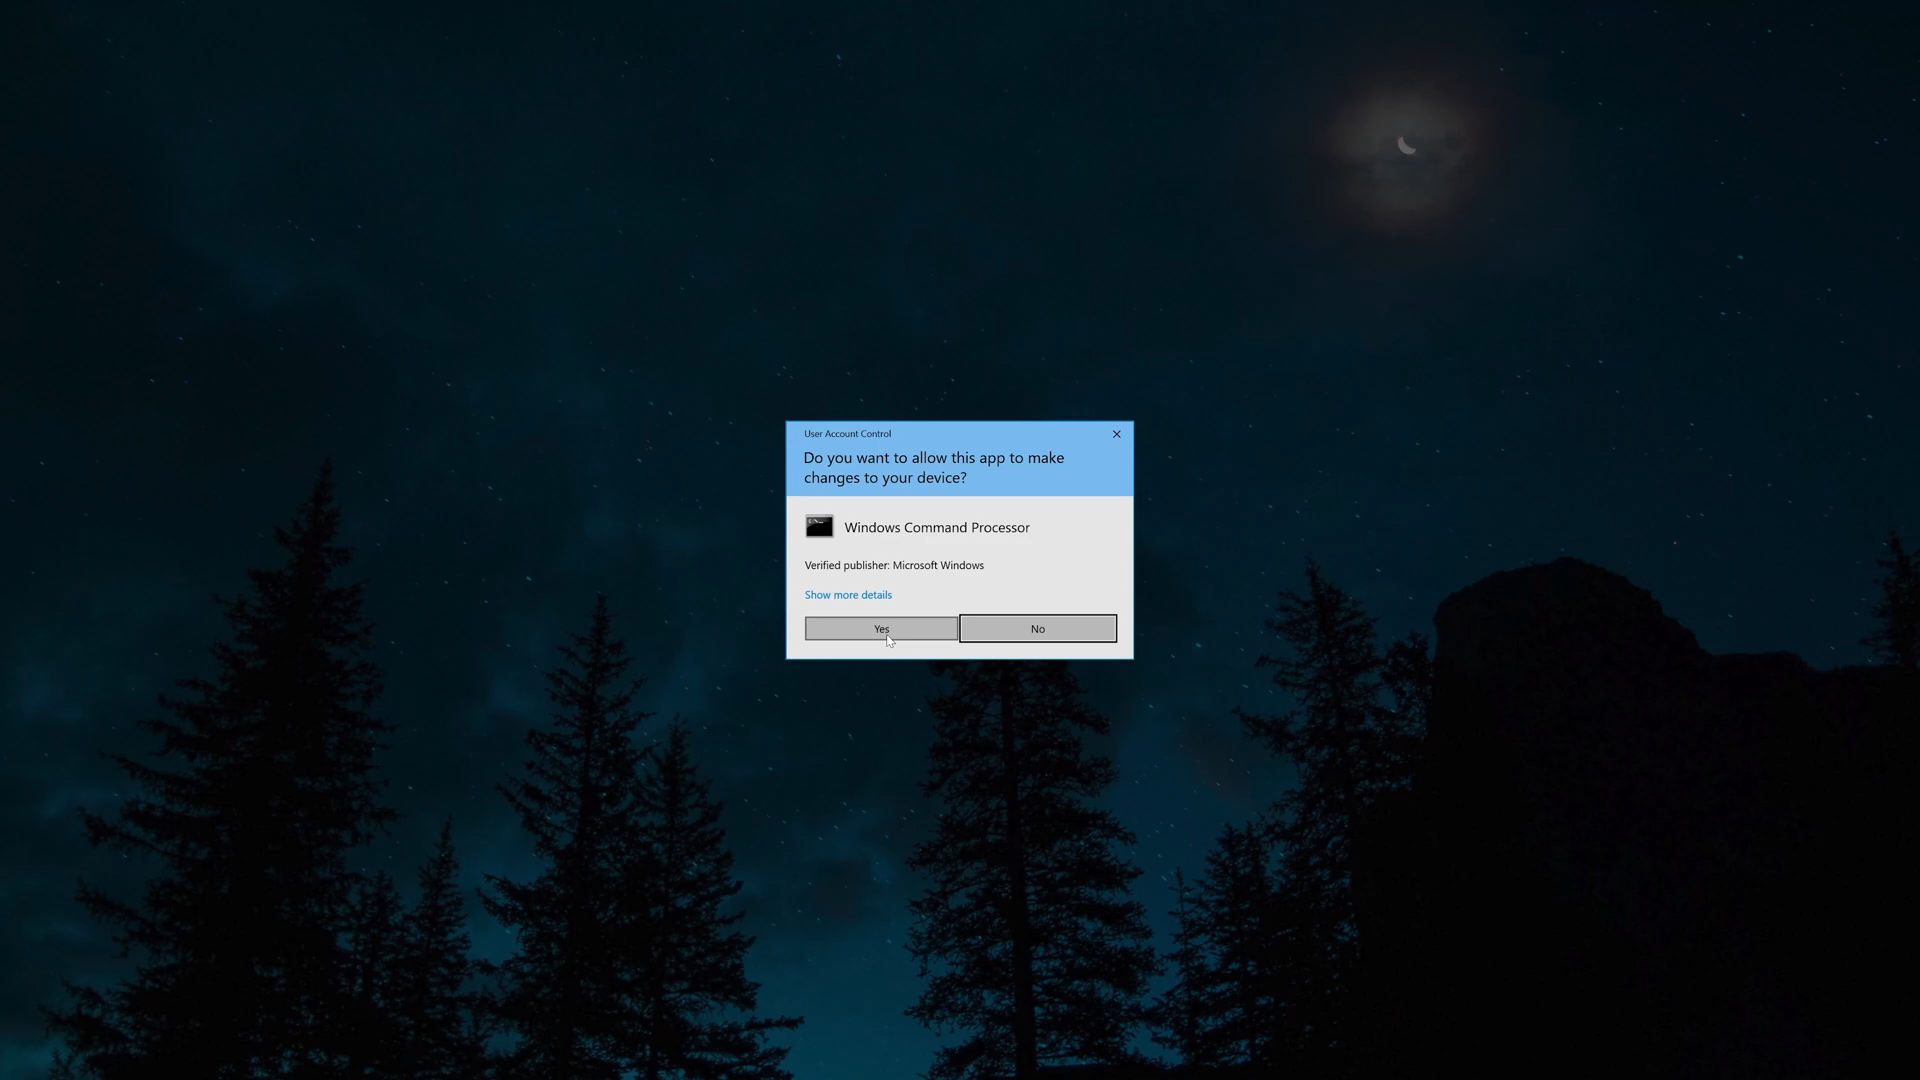 User Account Control
Do you want to allow this app to make
changes to your device?
Windows Command Processor
Verified publisher: Microsoft Windows
Show more details
Yes
No